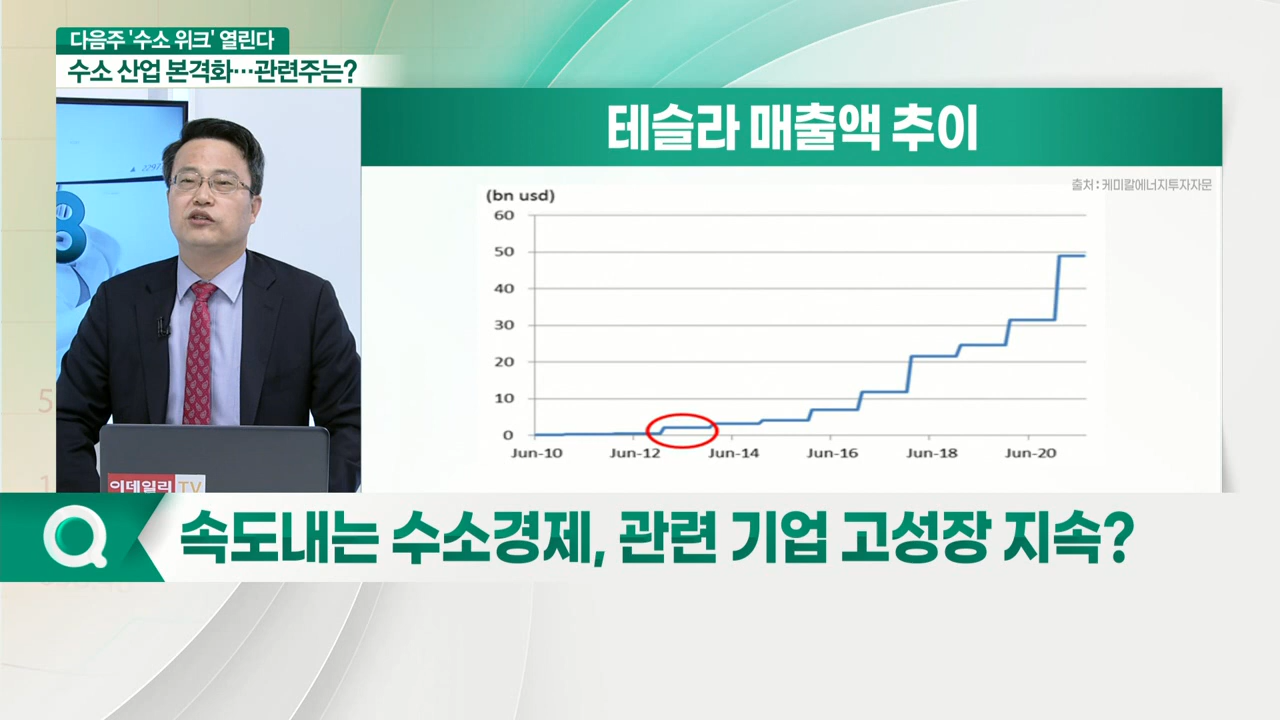 다음주 '수소 위크' 열린다
수소 산업 본격화…관련주는?
테슬라 매출액 추이
출처 : 케미칼에너지투자자문
(bn usd)
60
50
40
30
20
10
0
Jun-10 Jun-12 Jun-14 Jun-16 Jun-18 Jun-20
8
이데일리 TV
속도내는 수소경제, 관련 기업 고성장 지속?